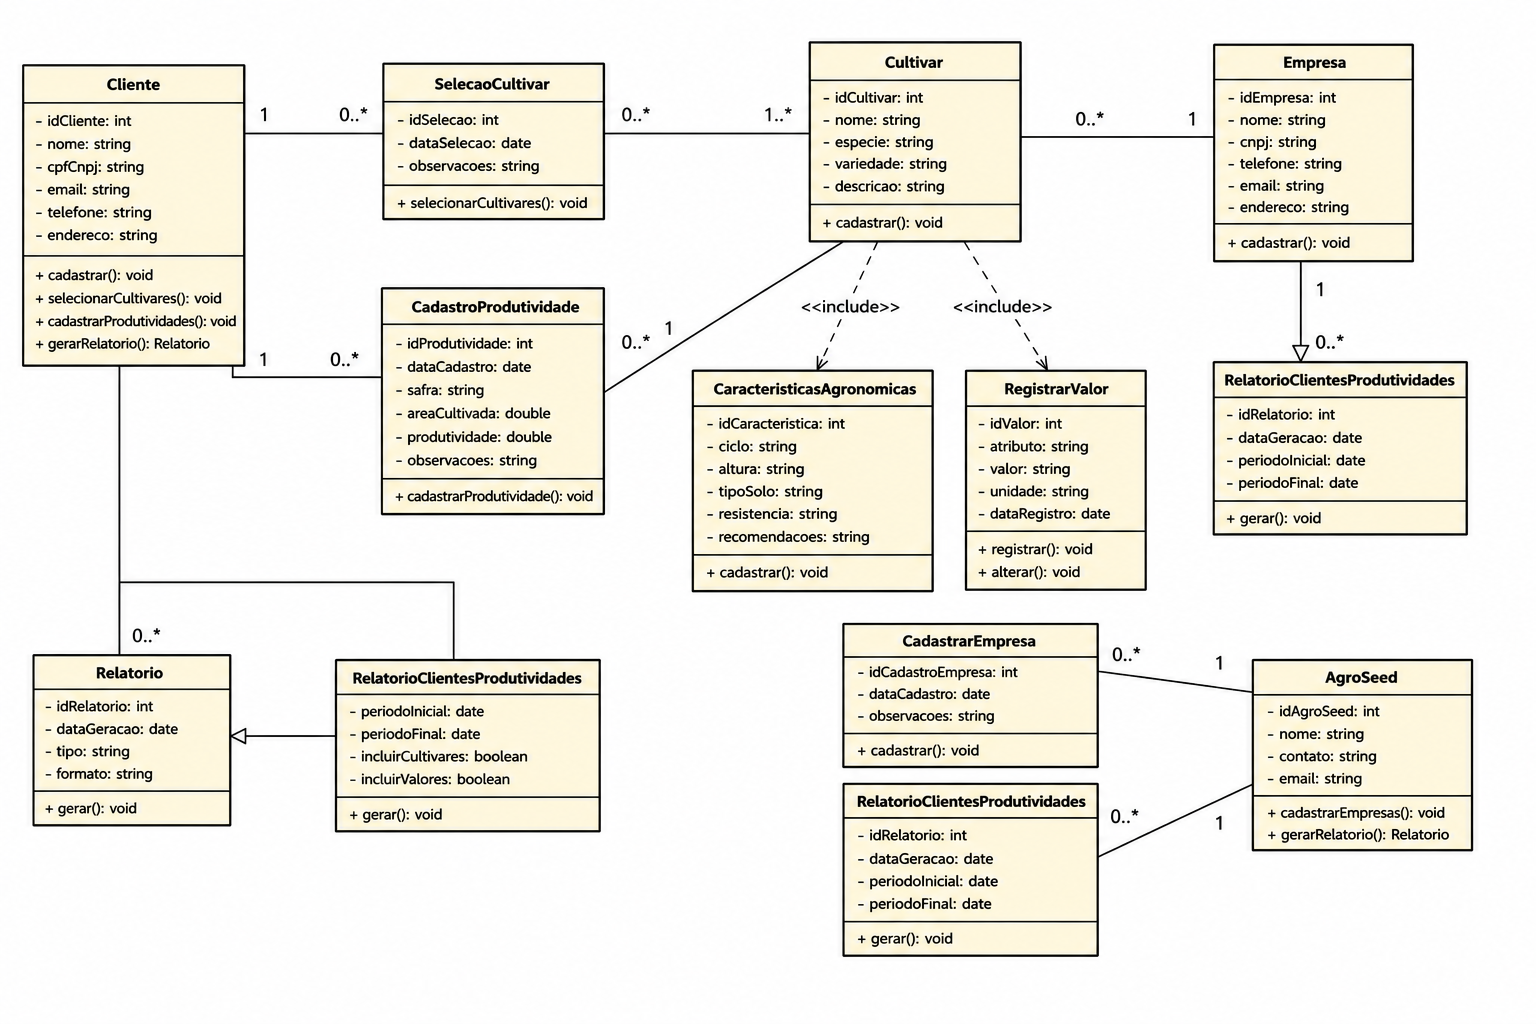 Cliente
- idCliente: int
- nome: string
- cpfCnpj: string
- email: string
- telefone: string
- endereco: string
+ cadastrar(): void
+ selecionarCultivares(): void
+ cadastrarProdutividades(): void
+ gerarRelatorio(): Relatorio
1
0..*
SelecaoCultivar
- idSelecao: int
- dataSelecao: date
- observacoes: string
+ selecionarCultivares(): void
0..*
1..*
Cultivar
- idCultivar: int
- nome: string
- especie: string
- variedade: string
- descricao: string
+ cadastrar(): void
0..*
1
Empresa
- idEmpresa: int
- nome: string
- cnpj: string
- telefone: string
- email: string
- endereco: string
+ cadastrar(): void
1
0..*
1
0..*
CadastroProdutividade
- idProdutividade: int
- dataCadastro: date
- safra: string
- areaCultivada: double
- produtividade: double
- observacoes: string
+ cadastrarProdutividade(): void
0..*
1
<<include>>
<<include>>
CaracteristicasAgronomicas
- idCaracteristica: int
- ciclo: string
- altura: string
- tipoSolo: string
- resistencia: string
- recomendacoes: string
+ cadastrar(): void
RegistrarValor
- idValor: int
- atributo: string
- valor: string
- unidade: string
- dataRegistro: date
+ registrar(): void
+ alterar(): void
RelatorioClientesProdutividades
- idRelatorio: int
- dataGeracao: date
- periodoInicial: date
- periodoFinal: date
+ gerar(): void
0..*
Relatorio
- idRelatorio: int
- dataGeracao: date
- tipo: string
- formato: string
+ gerar(): void
RelatorioClientesProdutividades
- periodoInicial: date
- periodoFinal: date
- incluirCultivares: boolean
- incluirValores: boolean
+ gerar(): void
CadastrarEmpresa
- idCadastroEmpresa: int
- dataCadastro: date
- observacoes: string
+ cadastrar(): void
0..*
1
AgroSeed
- idAgroSeed: int
- nome: string
- contato: string
- email: string
+ cadastrarEmpresas(): void
+ gerarRelatorio(): Relatorio
RelatorioClientesProdutividades
- idRelatorio: int
- dataGeracao: date
- periodoInicial: date
- periodoFinal: date
+ gerar(): void
0..*
1